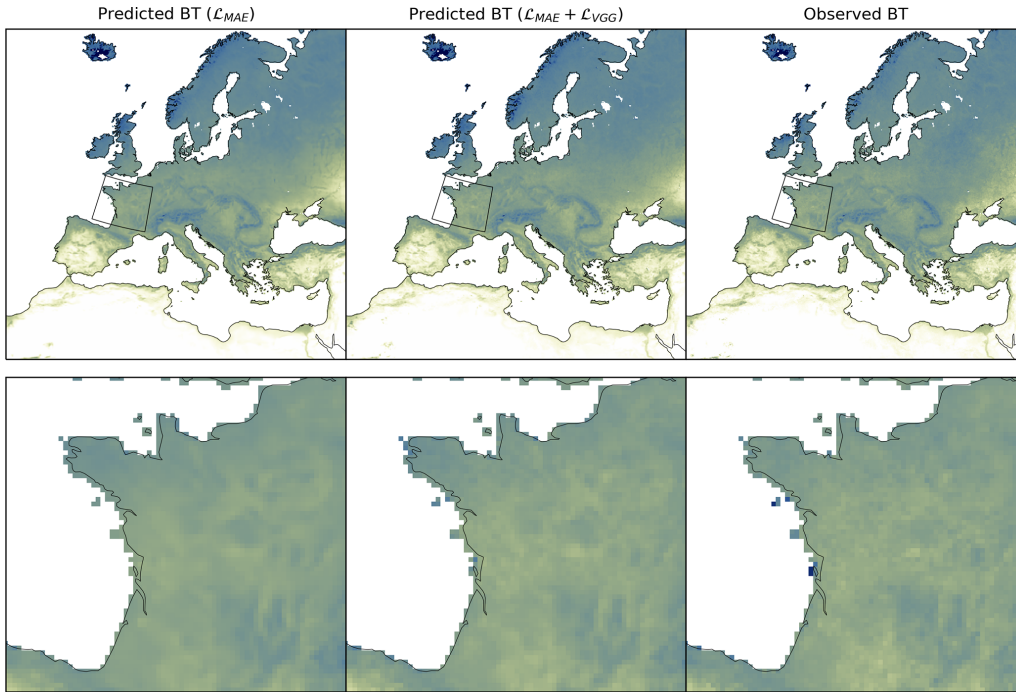 Predicted BT (ℒ_MAE)
Predicted BT (ℒ_MAE + ℒ_VGG)
Observed BT